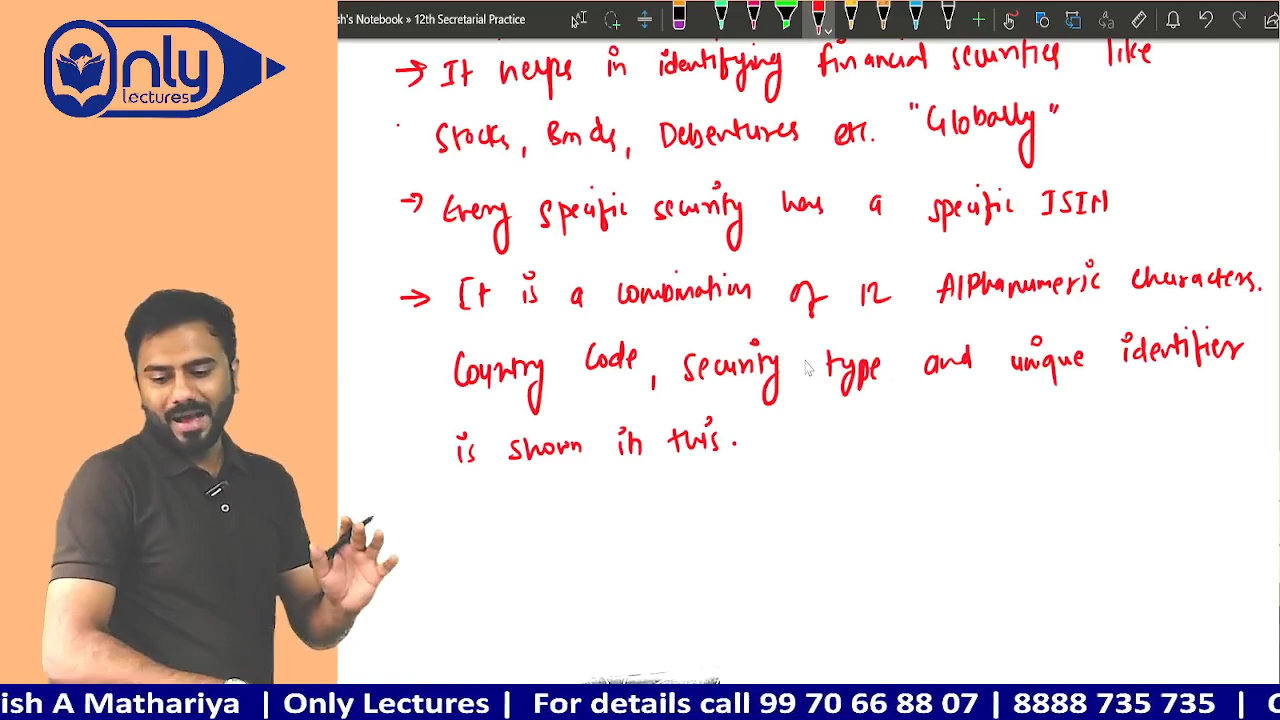 Only
lectures
ish's Notebook » 12th Secretarial Practice
→ It helps in identifying financial securities like
Stocks, Bonds, Debentures etc. "Globally"
→ Every specific security has a specific ISIN
→ It is a combination of 12 Alphanumeric characters.
Country Code, security type and unique identifier
is shown in this.
ish A Mathariya | Only Lectures | For details call 99 70 66 88 07 | 8888 735 735 |